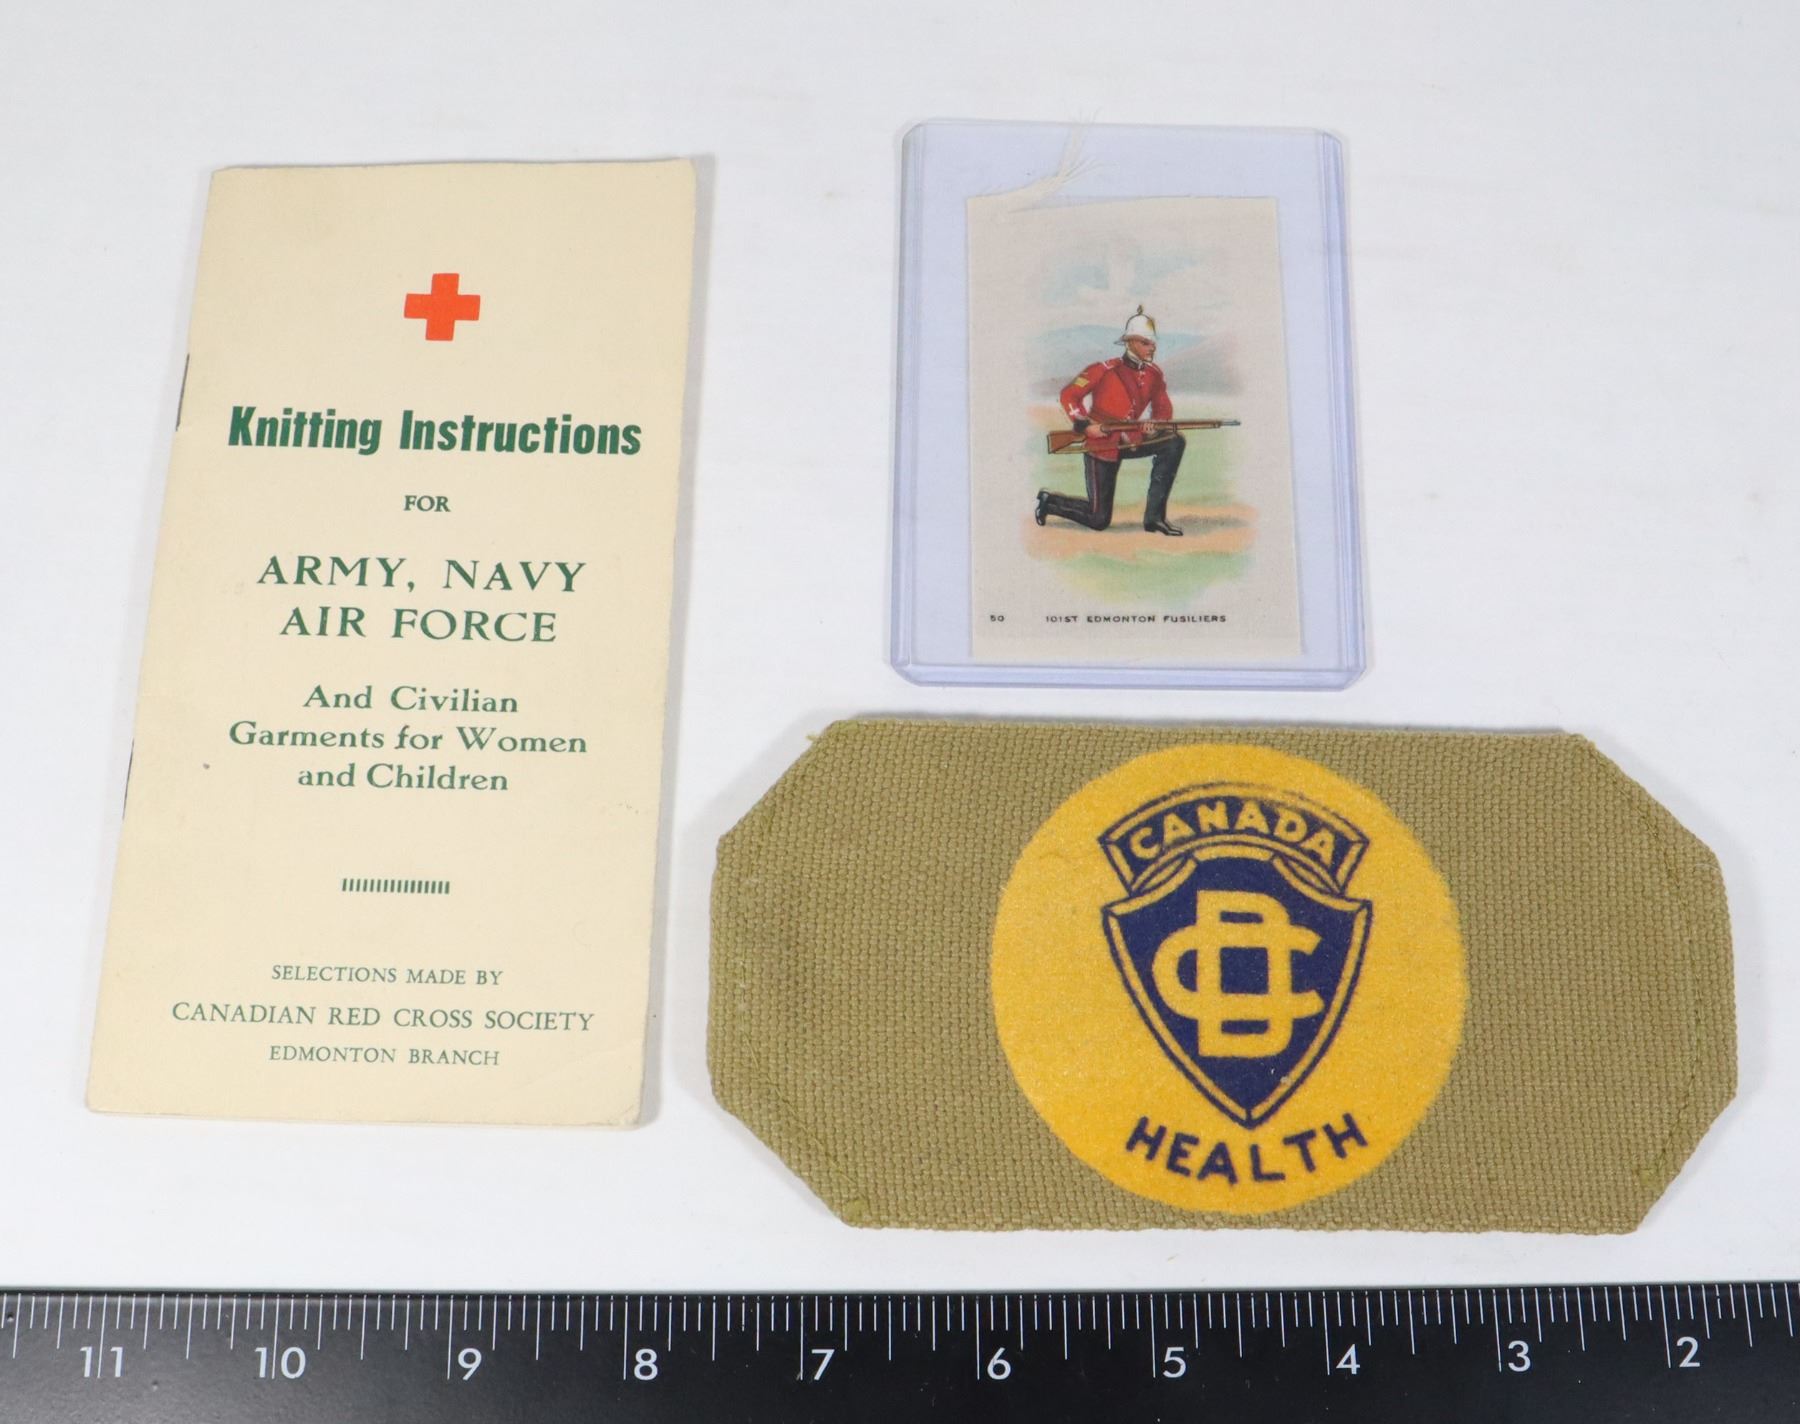 Knitting Instructions
FOR
ARMY, NAVY
AIR FORCE
And Civilian
Garments for Women
and Children
SELECTIONS MADE BY
CANADIAN RED CROSS SOCIETY
EDMONTON BRANCH
50 101ST EDMONTON FUSILIERS
CANADA
CD
HEALTH
11 10 9 8 7 6 5 4 3 2